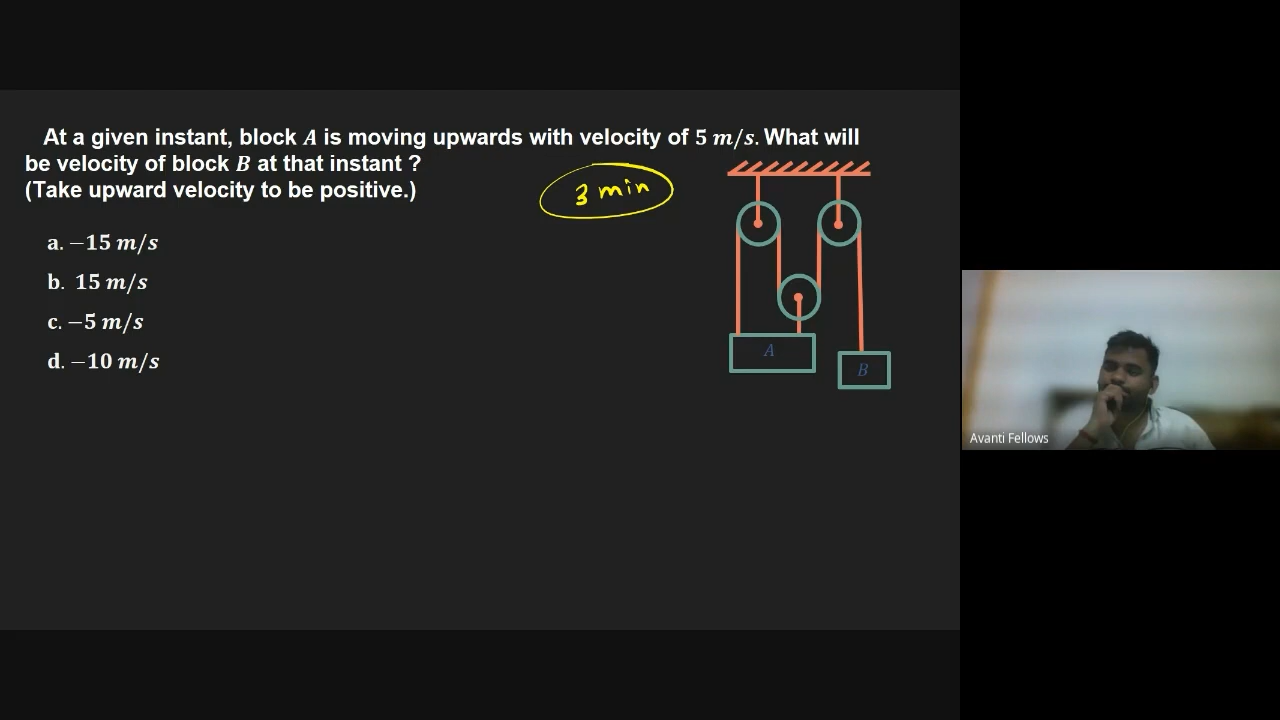 At a given instant, block A is moving upwards with velocity of 5 m/s. What will
be velocity of block B at that instant ?
(Take upward velocity to be positive.)
3 min
a. −15 m/s
b. 15 m/s
c. −5 m/s
d. −10 m/s
A
B
Avanti Fellows